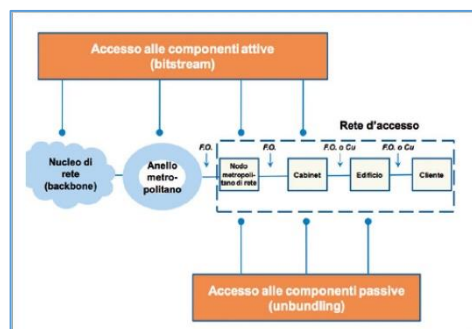 Accesso alle componenti attive
(bitstream)
Rete d'accesso
F.O.
F.O.
F.O. o Cu
F.O. o Cu
Nucleo di
rete
(backbone)
Anello
metro-
politano
Nodo
metropoli-
tano di rete
Cabinet
Edificio
Cliente
Accesso alle componenti passive
(unbundling)